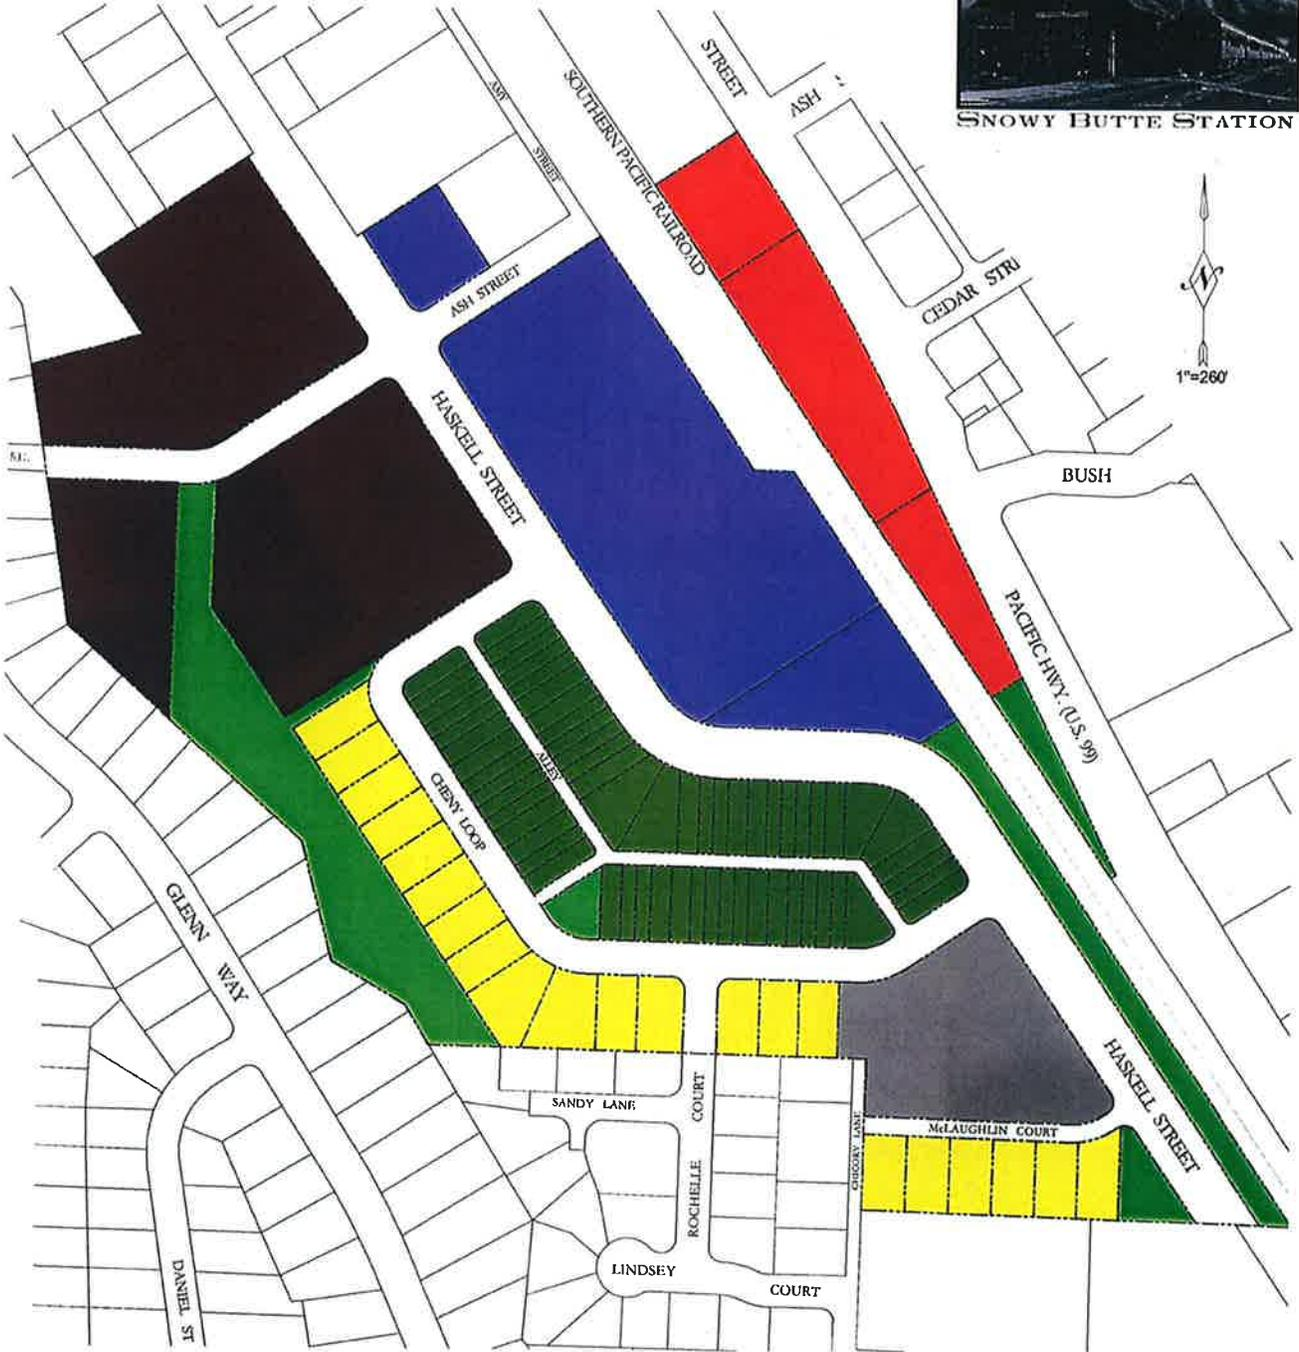 SNOWY BUTTE STATION
STREET
ASH
SOUTHERN PACIFIC RAILROAD
AMY
STREET
ASH STREET
CEDAR STRE
1"=260'
HASKELL STREET
BUSH
PACIFIC HWY. (U.S. 99)
ALLEY
CHENY LOOP
GLENN
WAY
HASKELL STREET
SANDY LANE
COURT
ROCHELLE
McLAUGHLIN COURT
CHICORY LANE
LINDSEY
COURT
DANIEL ST
N